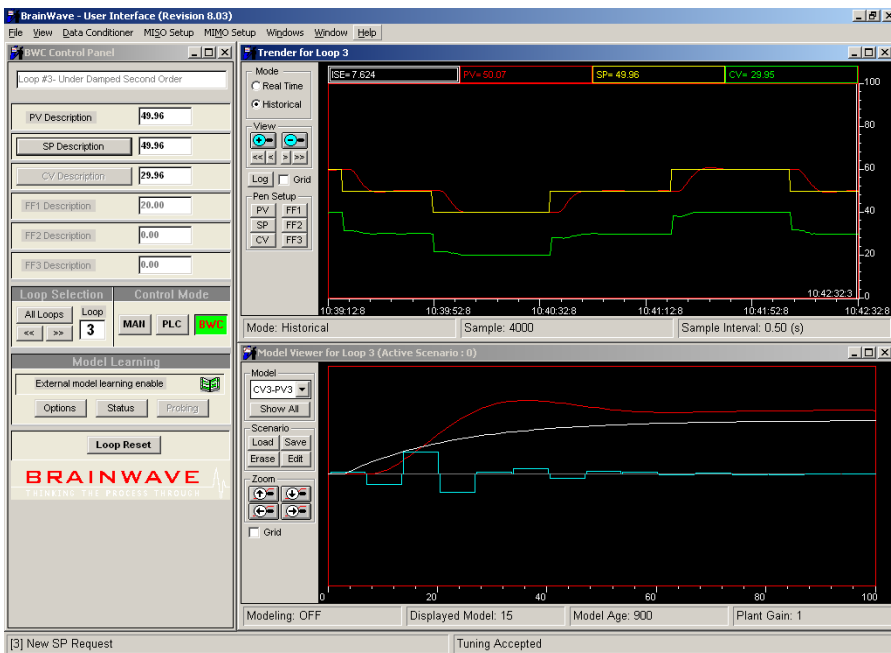 BrainWave - User Interface (Revision 8.03)
File View Data Conditioner MISO Setup MIMO Setup Windows Window Help
BWC Control Panel
Loop #3- Under Damped Second Order
PV Description 49.96
SP Description 49.96
CV Description 29.96
FF1 Description 20.00
FF2 Description 0.00
FF3 Description 0.00
Loop Selection Control Mode
All Loops Loop
<< >> 3 MAN PLC BWC
Model Learning
External model learning enable
Options Status Probing
Loop Reset
BRAINWAVE
THINKING THE PROCESS THROUGH
Trender for Loop 3
Mode
Real Time
Historical
View
<< < > >>
Log Grid
Pen Setup
PV FF1
SP FF2
CV FF3
ISE= 7.624 PV= 50.07 SP= 49.96 CV= 29.95
100
80
60
40
20
0
10:42:32:3
10:39:12:8 10:39:52:8 10:40:32:8 10:41:12:8 10:41:52:8 10:42:32:8
Mode: Historical Sample: 4000 Sample Interval: 0.50 (s)
Model Viewer for Loop 3 (Active Scenario : 0)
Model
CV3-PV3
Show All
Scenario
Load Save
Erase Edit
Zoom
Grid
0 20 40 60 80 100
Modeling: OFF Displayed Model: 15 Model Age: 900 Plant Gain: 1
[3] New SP Request Tuning Accepted